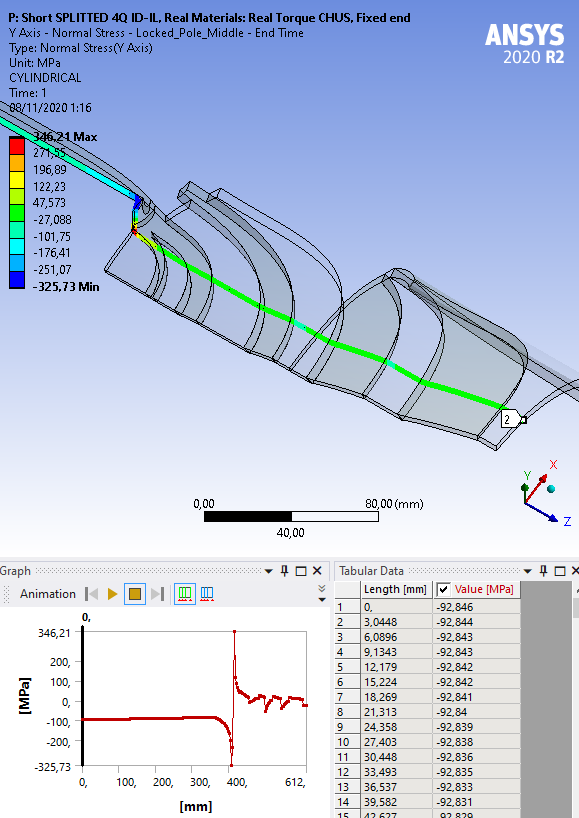 P: Short SPLITTED 4Q ID-IL, Real Materials: Real Torque CHUS, Fixed end
Y Axis - Normal Stress - Locked_Pole_Middle - End Time
Type: Normal Stress(Y Axis)
Unit: MPa
CYLINDRICAL
Time: 1
08/11/2020 1:16
ANSYS
2020 R2
346,21 Max
271,55
196,89
122,23
47,573
-27,088
-101,75
-176,41
-251,07
-325,73 Min
2
0,00
80,00 (mm)
40,00
Y
X
Z
Graph
Animation
0,
346,21
200,
100,
0,
-100,
-200,
-325,73
[MPa]
0,
100,
200,
300,
400,
612,
[mm]
Tabular Data
Length [mm] Value [MPa]
1 0, -92,846
2 3,0448 -92,844
3 6,0896 -92,843
4 9,1343 -92,843
5 12,179 -92,842
6 15,224 -92,842
7 18,269 -92,841
8 21,313 -92,84
9 24,358 -92,839
10 27,403 -92,838
11 30,448 -92,836
12 33,493 -92,835
13 36,537 -92,833
14 39,582 -92,831
15 42,627 -92,829